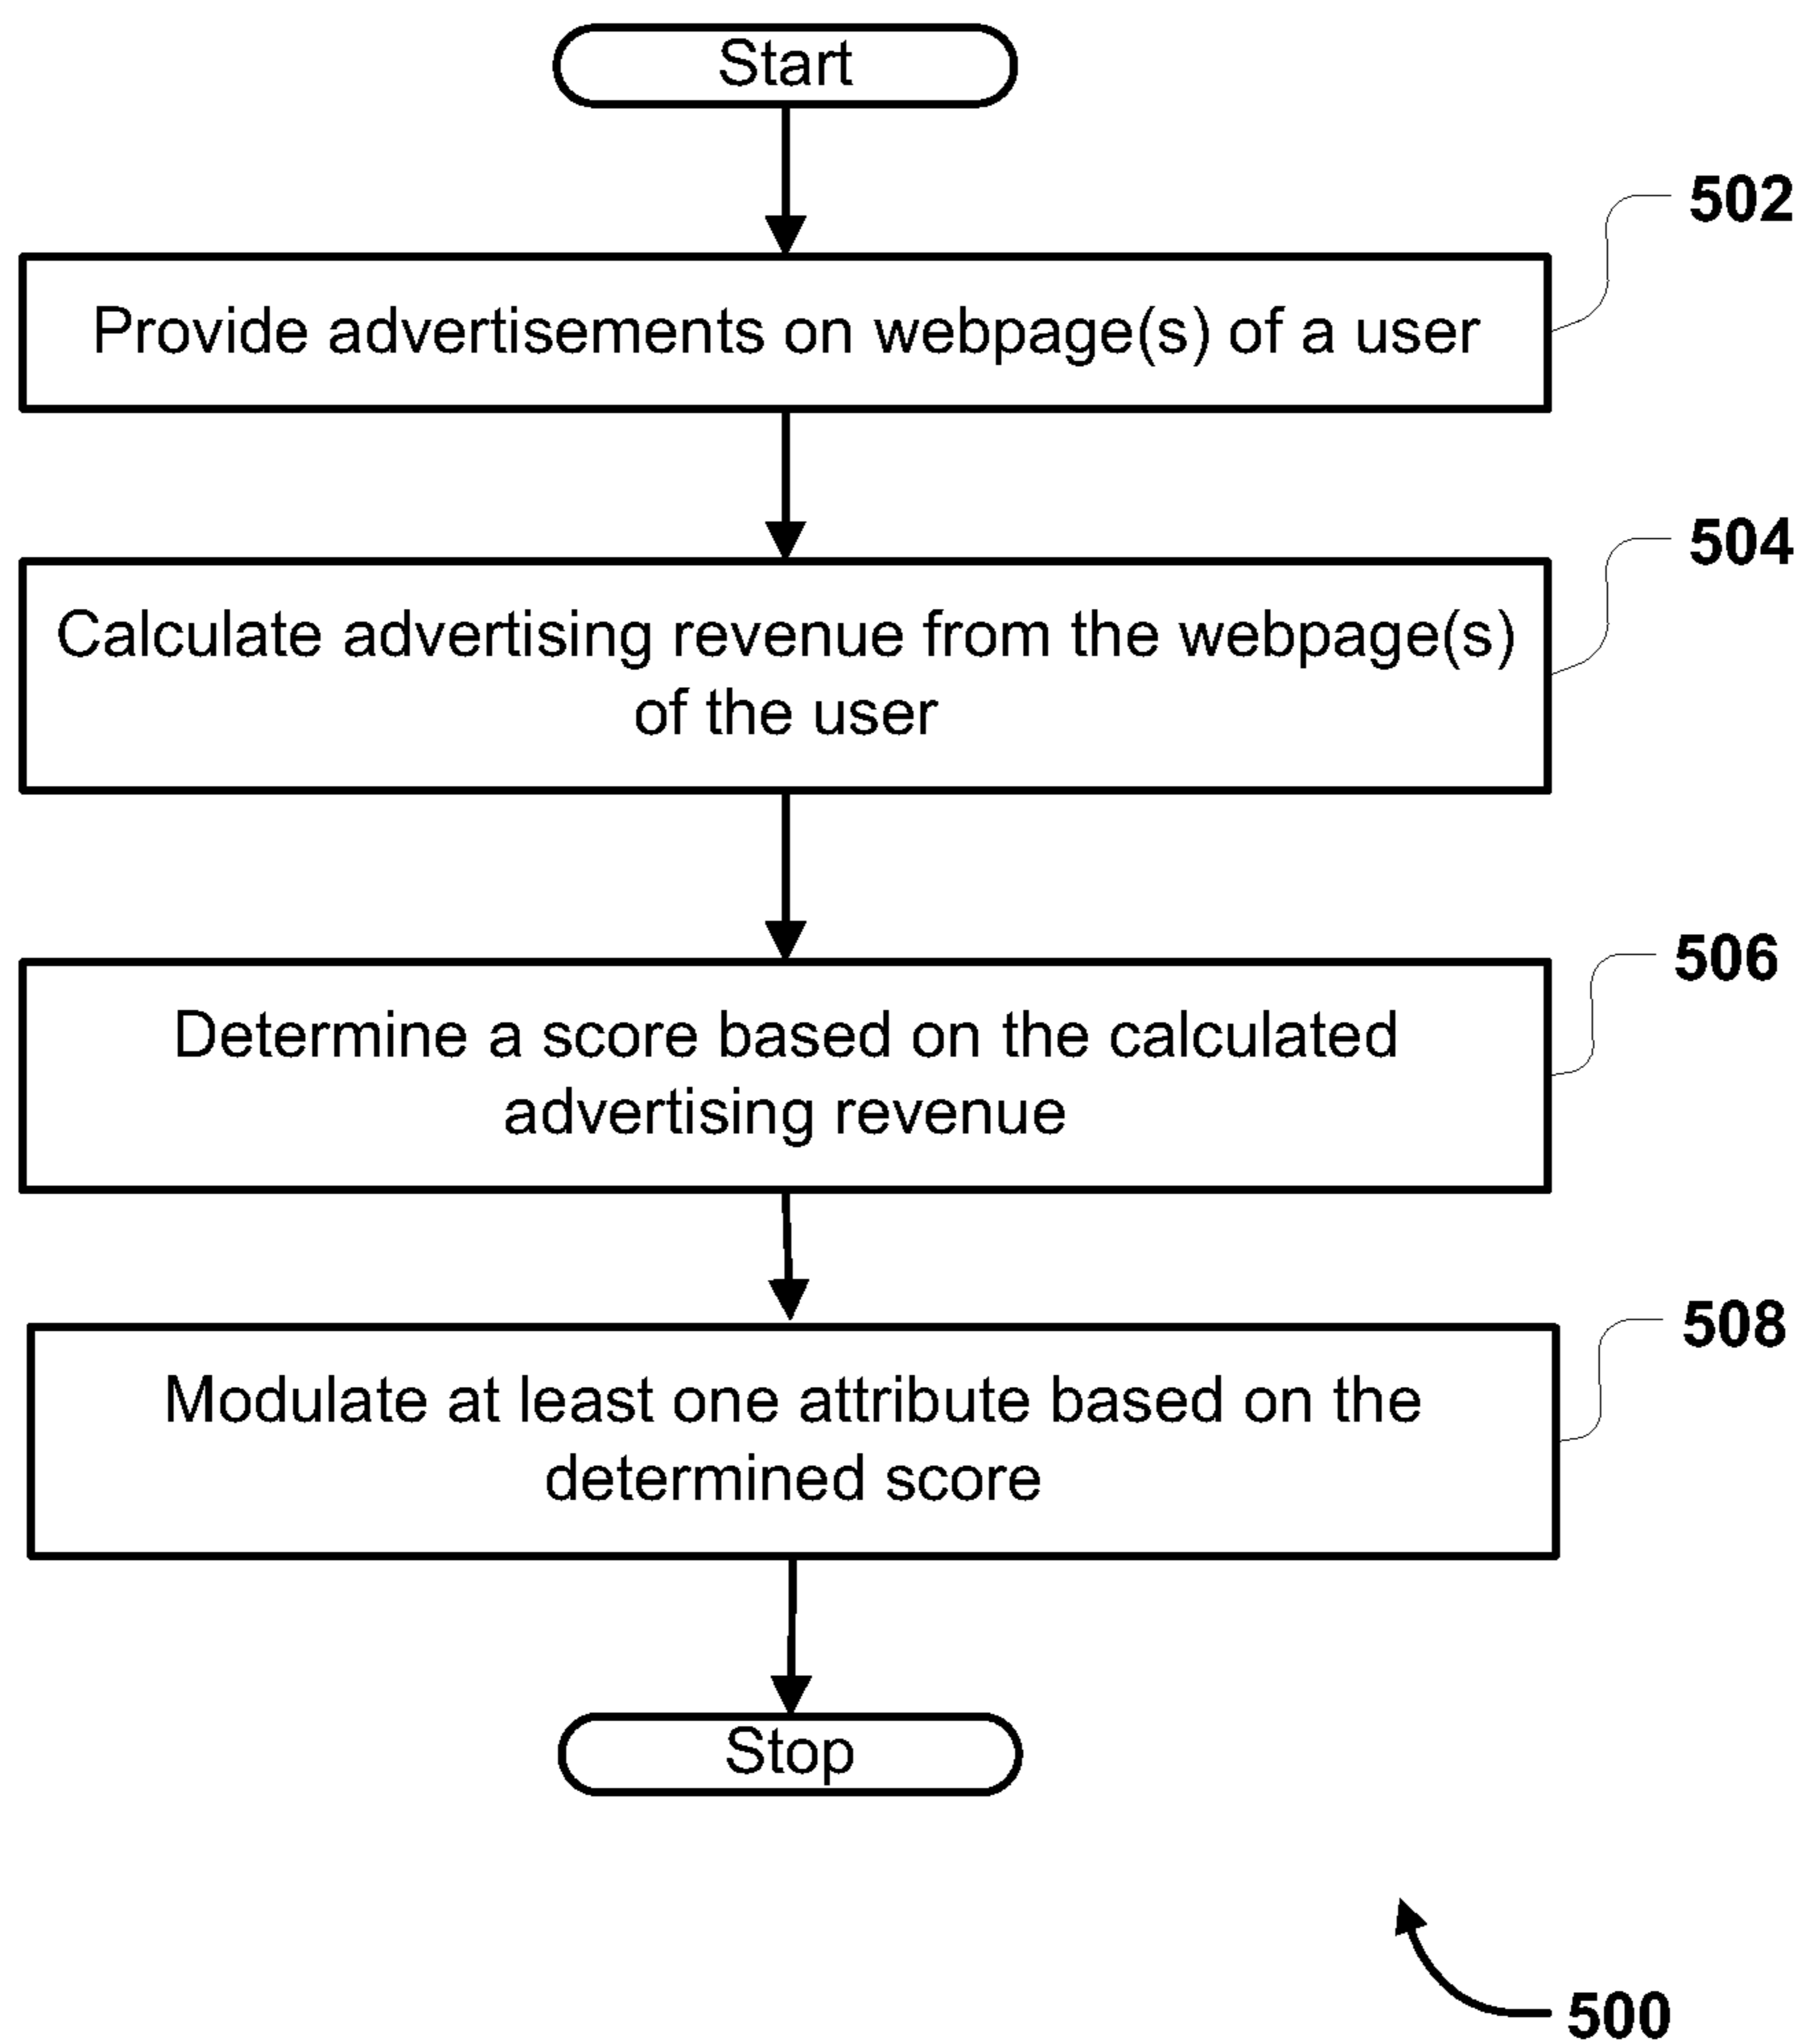 Start
502
Provide advertisements on webpage(s) of a user
504
Calculate advertising revenue from the webpage(s)
of the user
506
Determine a score based on the calculated
advertising revenue
508
Modulate at least one attribute based on the
determined score
Stop
500